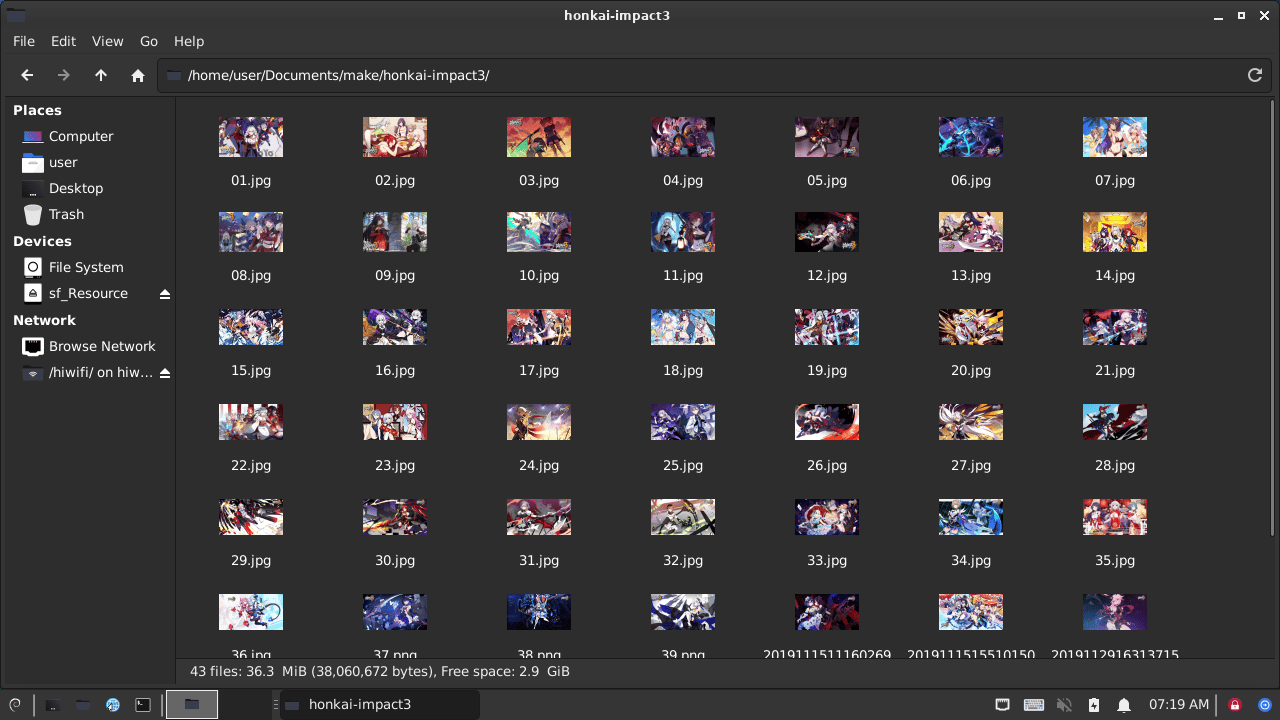 honkai-impact3
File Edit View Go Help
/home/user/Documents/make/honkai-impact3/
Places
Computer
user
Desktop
Trash
Devices
File System
sf_Resource
Network
Browse Network
/hiwifi/ on hiw...
01.jpg 02.jpg 03.jpg 04.jpg 05.jpg 06.jpg 07.jpg
08.jpg 09.jpg 10.jpg 11.jpg 12.jpg 13.jpg 14.jpg
15.jpg 16.jpg 17.jpg 18.jpg 19.jpg 20.jpg 21.jpg
22.jpg 23.jpg 24.jpg 25.jpg 26.jpg 27.jpg 28.jpg
29.jpg 30.jpg 31.jpg 32.jpg 33.jpg 34.jpg 35.jpg
36.jpg 37.png 38.png 39.png 2019111511160269 2019111515510150 2019112916313715
43 files: 36.3 MiB (38,060,672 bytes), Free space: 2.9 GiB
honkai-impact3
07:19 AM